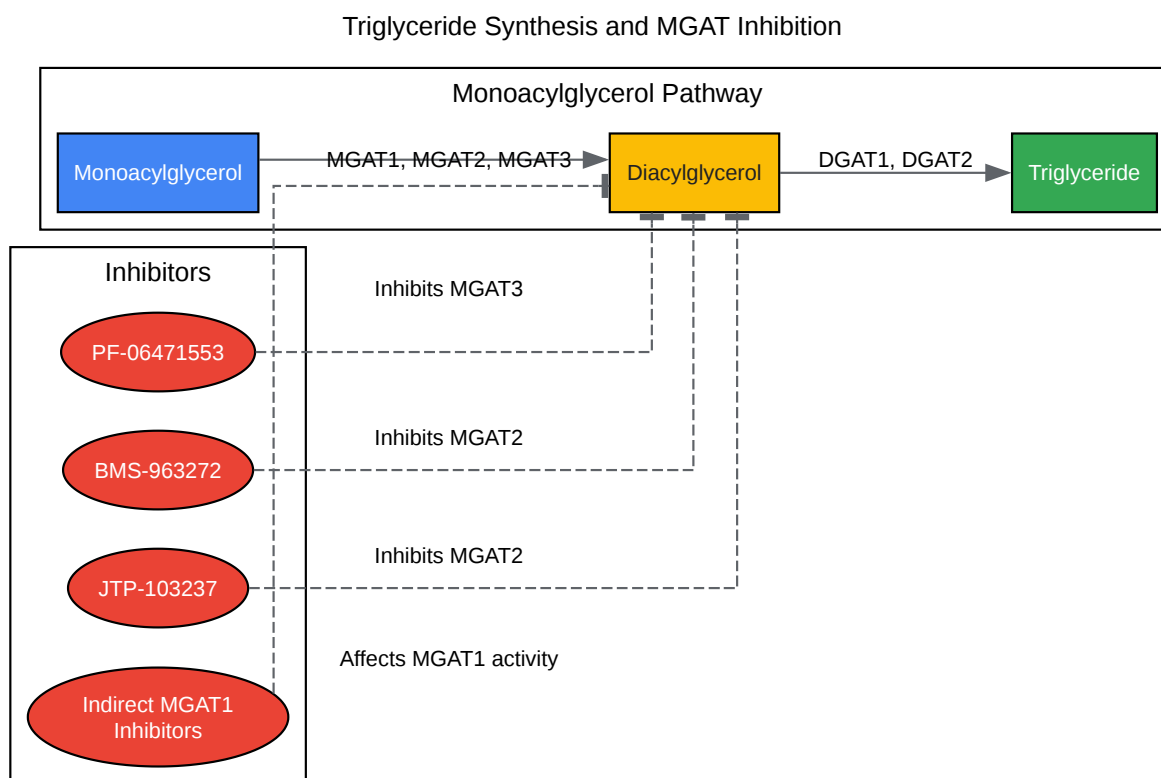 Triglyceride Synthesis and MGAT Inhibition
Monoacylglycerol Pathway
Monoacylglycerol
MGAT1, MGAT2, MGAT3
Diacylglycerol
DGAT1, DGAT2
Triglyceride
Inhibitors
PF-06471553
Inhibits MGAT3
BMS-963272
Inhibits MGAT2
JTP-103237
Inhibits MGAT2
Indirect MGAT1
Inhibitors
Affects MGAT1 activity